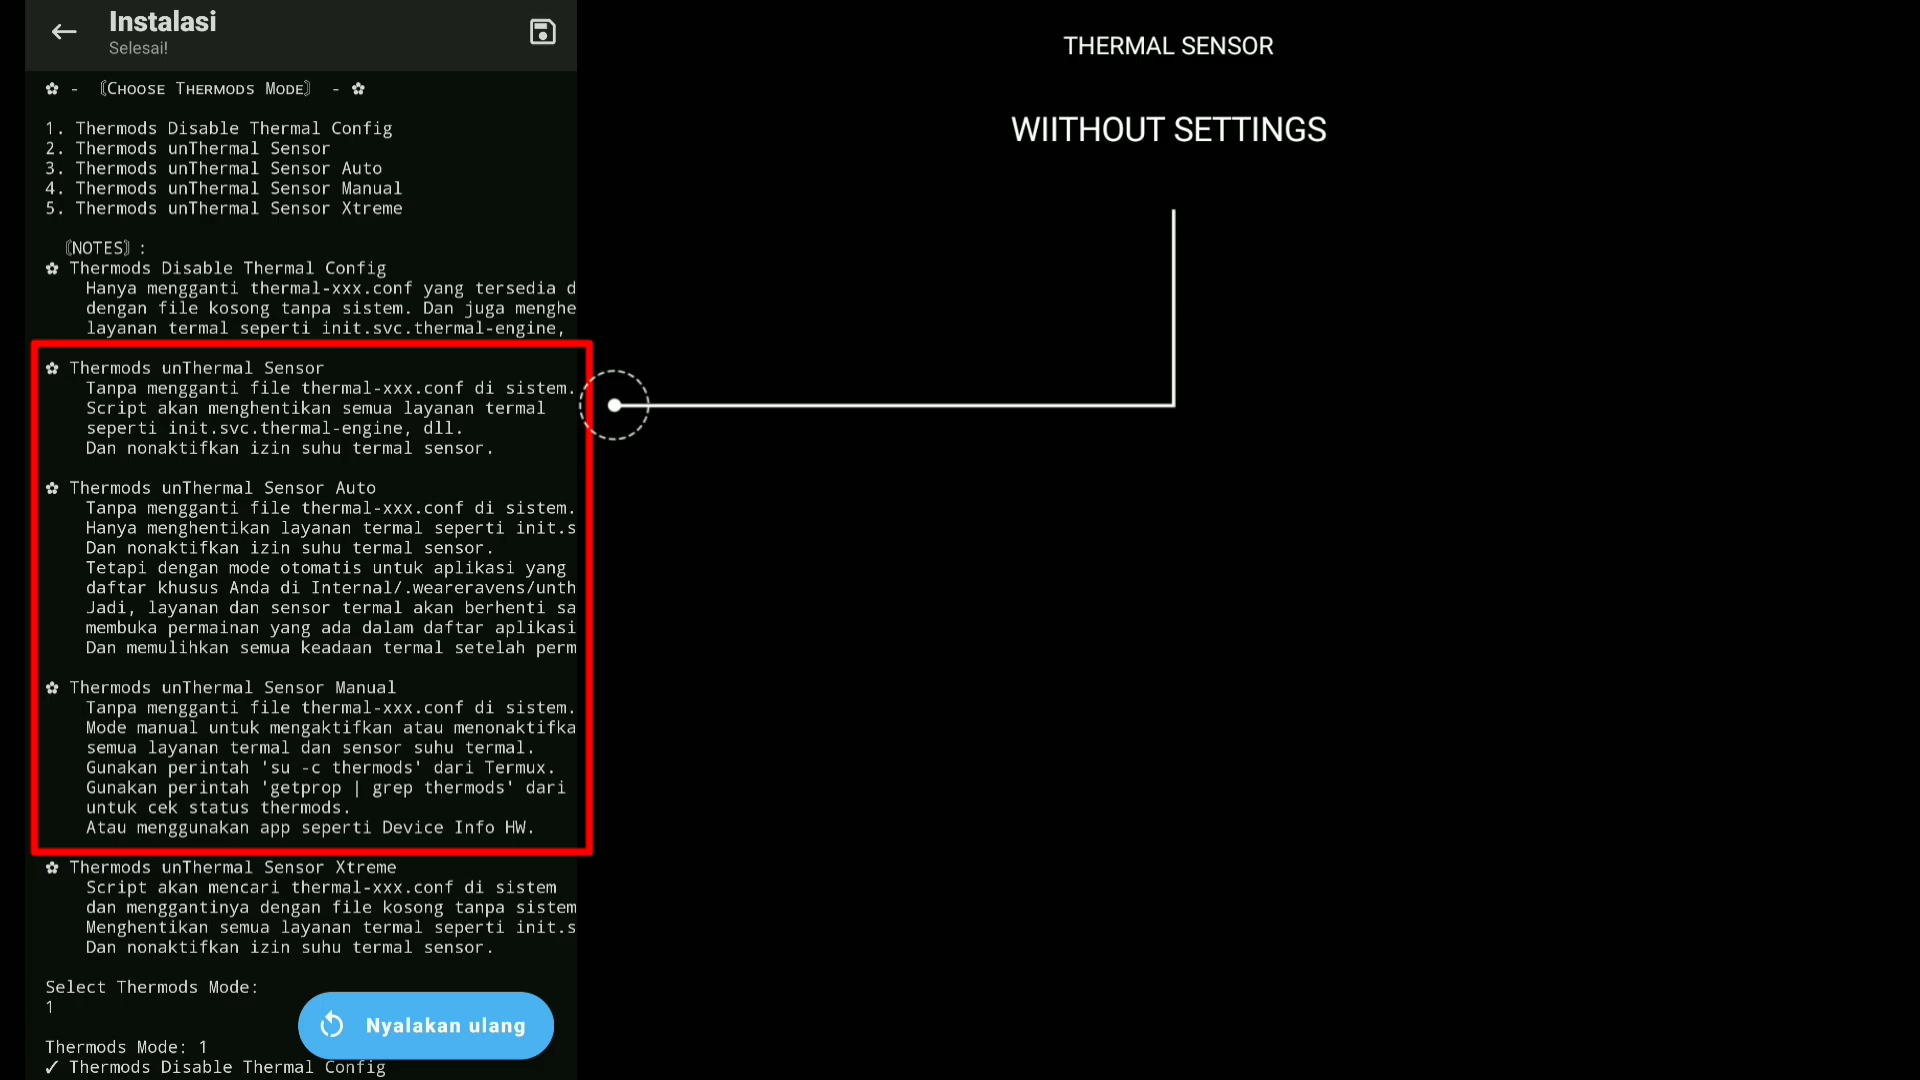 Instalasi
Selesai!
✿ - 〘Choose Thermods Mode〙 - ✿
1. Thermods Disable Thermal Config
2. Thermods unThermal Sensor
3. Thermods unThermal Sensor Auto
4. Thermods unThermal Sensor Manual
5. Thermods unThermal Sensor Xtreme
〘NOTES〙:
✿ Thermods Disable Thermal Config
Hanya mengganti thermal-xxx.conf yang tersedia d
dengan file kosong tanpa sistem. Dan juga menghe
layanan termal seperti init.svc.thermal-engine,
✿ Thermods unThermal Sensor
Tanpa mengganti file thermal-xxx.conf di sistem.
Script akan menghentikan semua layanan termal
seperti init.svc.thermal-engine, dll.
Dan nonaktifkan izin suhu termal sensor.
✿ Thermods unThermal Sensor Auto
Tanpa mengganti file thermal-xxx.conf di sistem.
Hanya menghentikan layanan termal seperti init.s
Dan nonaktifkan izin suhu termal sensor.
Tetapi dengan mode otomatis untuk aplikasi yang
daftar khusus Anda di Internal/.weareravens/unth
Jadi, layanan dan sensor termal akan berhenti sa
membuka permainan yang ada dalam daftar aplikasi
Dan memulihkan semua keadaan termal setelah perm
✿ Thermods unThermal Sensor Manual
Tanpa mengganti file thermal-xxx.conf di sistem.
Mode manual untuk mengaktifkan atau menonaktifka
semua layanan termal dan sensor suhu termal.
Gunakan perintah 'su -c thermods' dari Termux.
Gunakan perintah 'getprop | grep thermods' dari
untuk cek status thermods.
Atau menggunakan app seperti Device Info HW.
✿ Thermods unThermal Sensor Xtreme
Script akan mencari thermal-xxx.conf di sistem
dan menggantinya dengan file kosong tanpa sistem
Menghentikan semua layanan termal seperti init.s
Dan nonaktifkan izin suhu termal sensor.
Select Thermods Mode:
1
Nyalakan ulang
Thermods Mode: 1
✓ Thermods Disable Thermal Config
THERMAL SENSOR
WIITHOUT SETTINGS